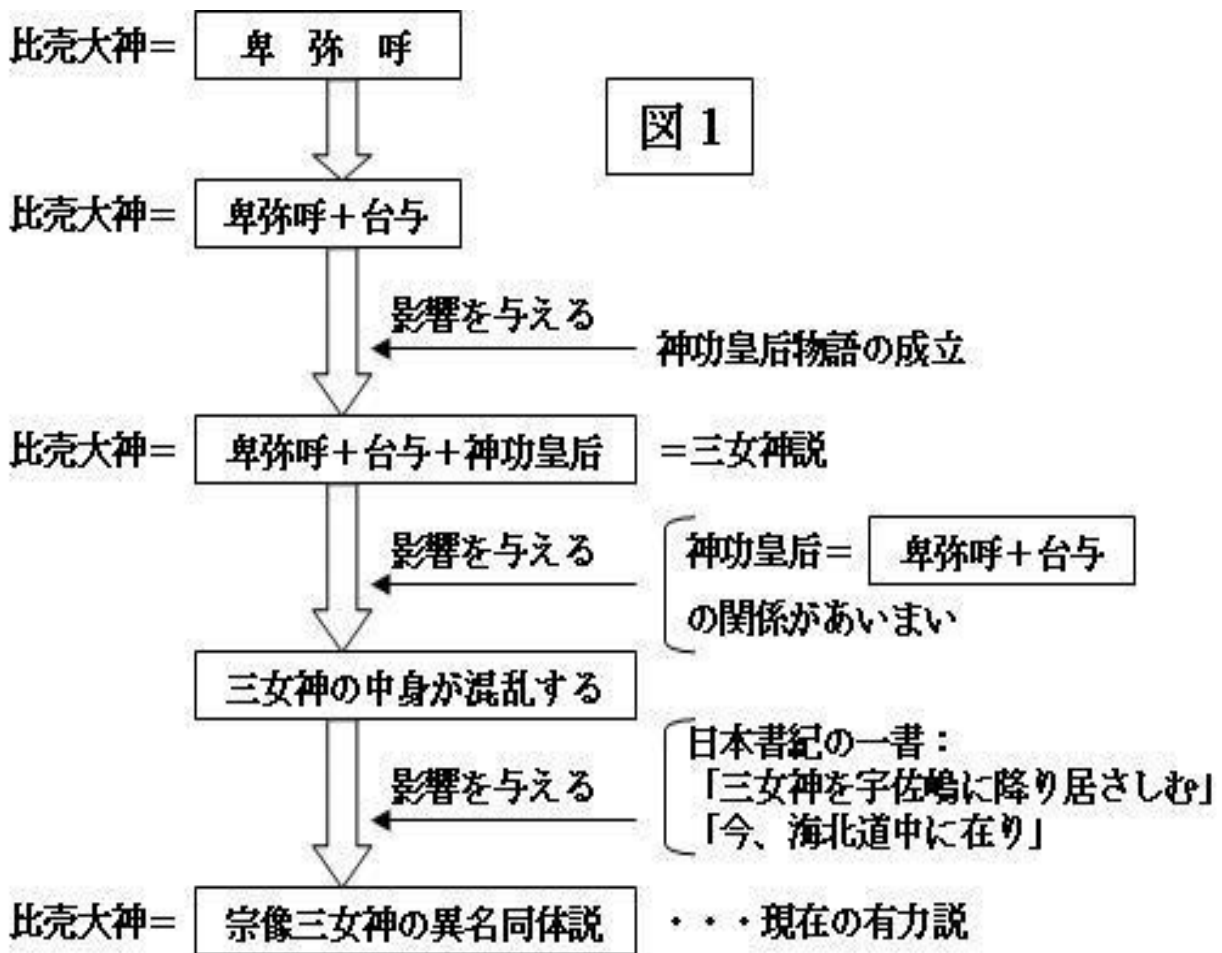 比売大神＝ 卑 弥 呼
図１
比売大神＝ 卑弥呼＋台与
影響を与える
神功皇后物語の成立
比売大神＝ 卑弥呼＋台与＋神功皇后 ＝三女神説
影響を与える
神功皇后＝ 卑弥呼＋台与
の関係があいまい
三女神の中身が混乱する
影響を与える
日本書紀の一書：
「三女神を宇佐嶋に降り居さしむ」
「今、海北道中に在り」
比売大神＝ 宗像三女神の異名同体説 ・・・現在の有力説